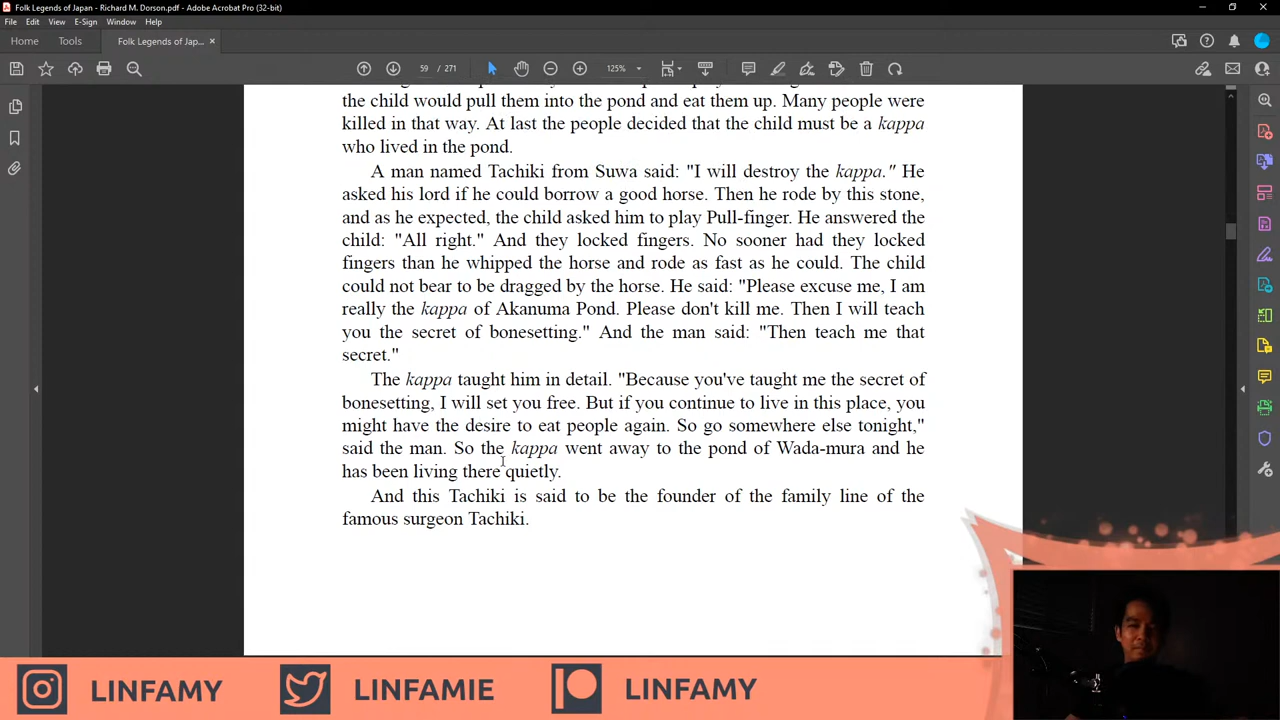 Folk Legends of Japan - Richard M. Dorson.pdf - Adobe Acrobat Pro (32-bit)
File Edit View E-Sign Window Help
Home Tools Folk Legends of Jap... ×
59 / 271 125%
the child would pull them into the pond and eat them up. Many people were
killed in that way. At last the people decided that the child must be a kappa
who lived in the pond.
A man named Tachiki from Suwa said: "I will destroy the kappa." He
asked his lord if he could borrow a good horse. Then he rode by this stone,
and as he expected, the child asked him to play Pull-finger. He answered the
child: "All right." And they locked fingers. No sooner had they locked
fingers than he whipped the horse and rode as fast as he could. The child
could not bear to be dragged by the horse. He said: "Please excuse me, I am
really the kappa of Akanuma Pond. Please don't kill me. Then I will teach
you the secret of bonesetting." And the man said: "Then teach me that
secret."
The kappa taught him in detail. "Because you've taught me the secret of
bonesetting, I will set you free. But if you continue to live in this place, you
might have the desire to eat people again. So go somewhere else tonight,"
said the man. So the kappa went away to the pond of Wada-mura and he
has been living there quietly.
And this Tachiki is said to be the founder of the family line of the
famous surgeon Tachiki.
LINFAMY LINFAMIE LINFAMY